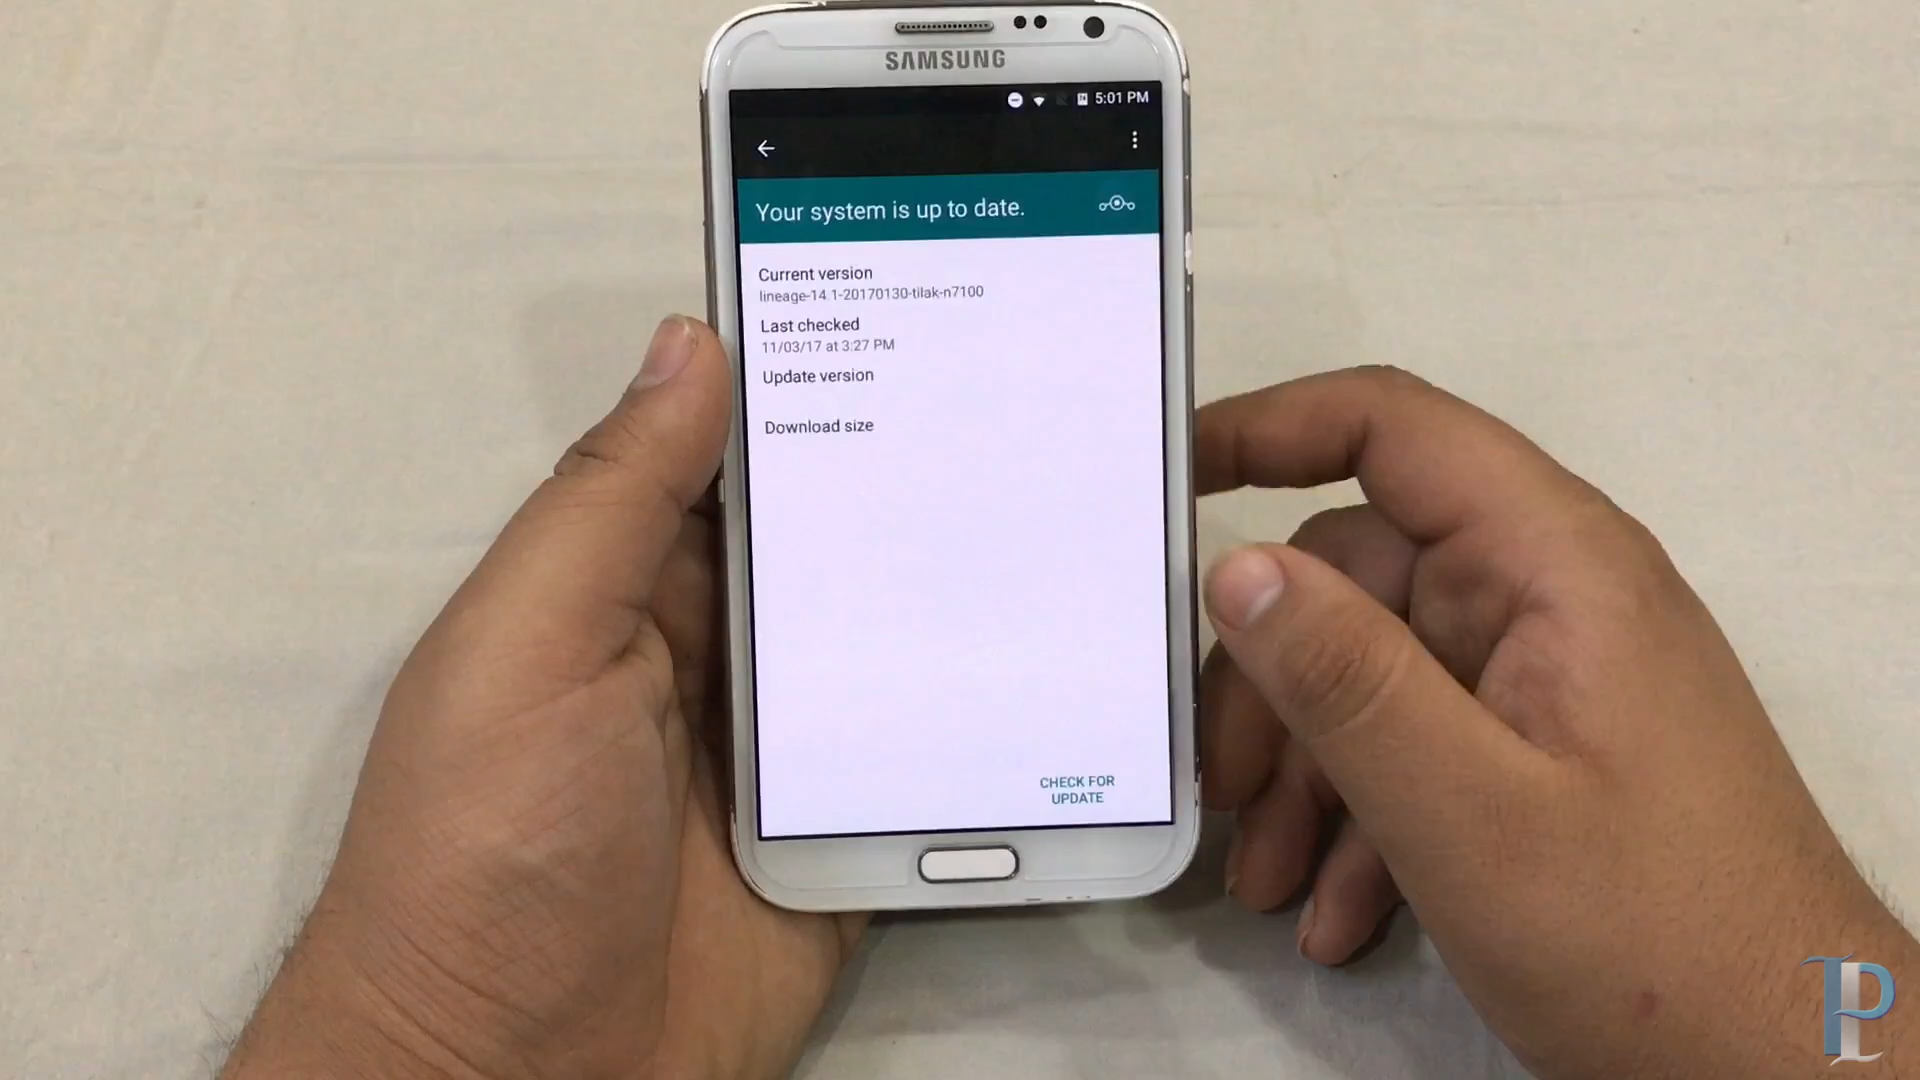 SAMSUNG
5:01 PM
Your system is up to date.
Current version
lineage-14.1-20170130-tilak-n7100
Last checked
11/03/17 at 3:27 PM
Update version
Download size
CHECK FOR
UPDATE